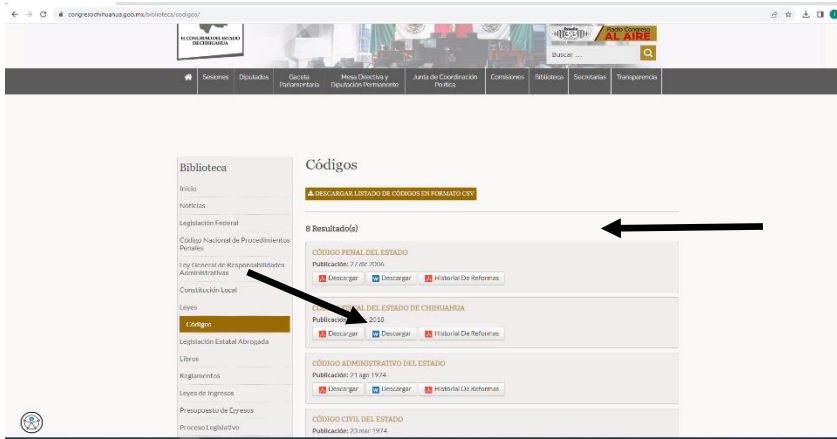 congresochihuahua.gob.mx/biblioteca/codigos/
H. CONGRESO DEL ESTADO
DE CHIHUAHUA
Radio Congreso
AL AIRE
Buscar ...
Sesiones
Diputados
Gaceta
Parlamentaria
Mesa Directiva y
Diputación Permanente
Junta de Coordinación
Política
Comisiones
Biblioteca
Secretarías
Transparencia
Biblioteca
Inicio
Noticias
Legislación Federal
Código Nacional de Procedimientos
Penales
Ley General de Responsabilidades
Administrativas
Constitución Local
Leyes
Códigos
Legislación Estatal Abrogada
Libros
Reglamentos
Leyes de Ingresos
Presupuesto de Egresos
Proceso Legislativo
Códigos
DESCARGAR LISTADO DE CÓDIGOS EN FORMATO CSV
8 Resultado(s)
CÓDIGO PENAL DEL ESTADO
Publicación: 27 dic 2006
Descargar Descargar Historial De Reformas
DEL ESTADO DE CHIHUAHUA
2018
Descargar Descargar Historial De Reformas
CÓDIGO ADMINISTRATIVO DEL ESTADO
Publicación: 21 ago 1974
Descargar Descargar Historial De Reformas
CÓDIGO CIVIL DEL ESTADO
Publicación: 23 mar 1974